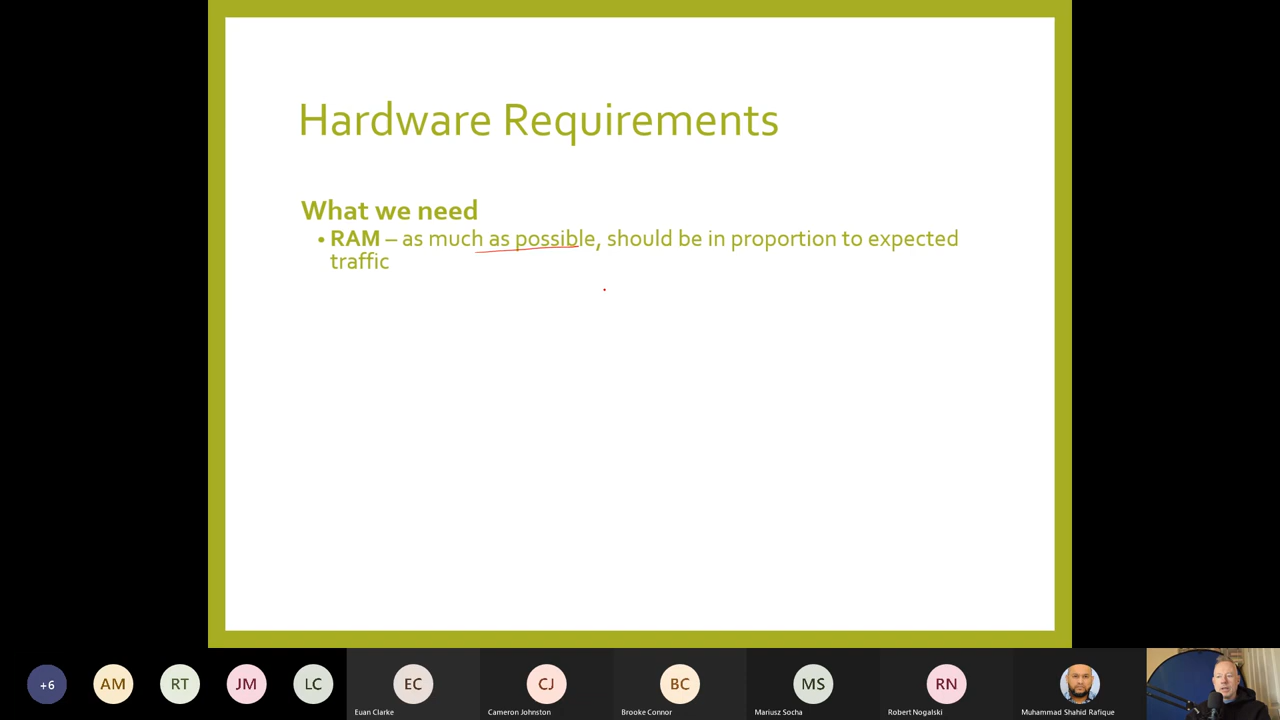 Hardware Requirements
What we need
• RAM – as much as possible, should be in proportion to expected
traffic
+6
AM
RT
JM
LC
EC
Euan Clarke
CJ
Cameron Johnston
BC
Brooke Connor
MS
Mariusz Socha
RN
Robert Nogalski
Muhammad Shahid Rafique